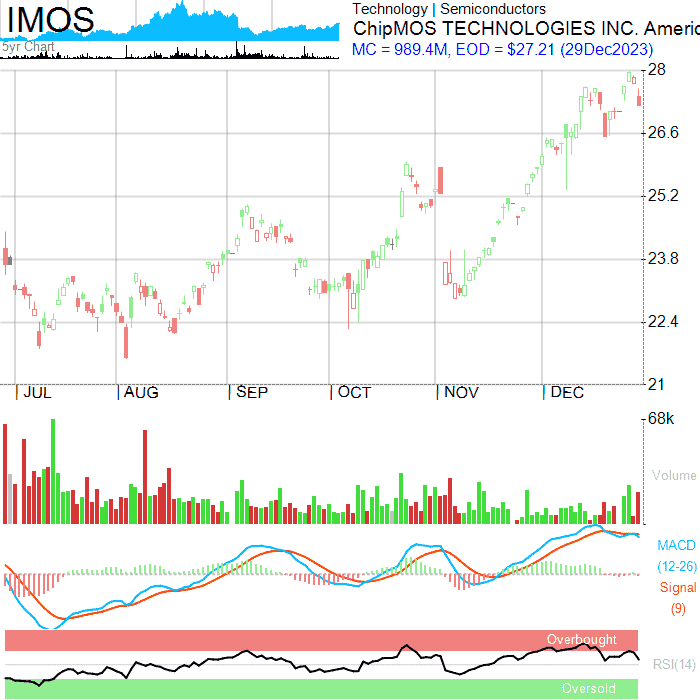 IMOS
Technology | Semiconductors
ChipMOS TECHNOLOGIES INC. Americ
MC = 989.4M, EOD = $27.21 (29Dec2023)
5yr Chart
28
26.6
25.2
23.8
22.4
21
| JUL | AUG | SEP | OCT | NOV | DEC
68k
Volume
MACD
(12-26)
Signal
(9)
Overbought
RSI(14)
Oversold